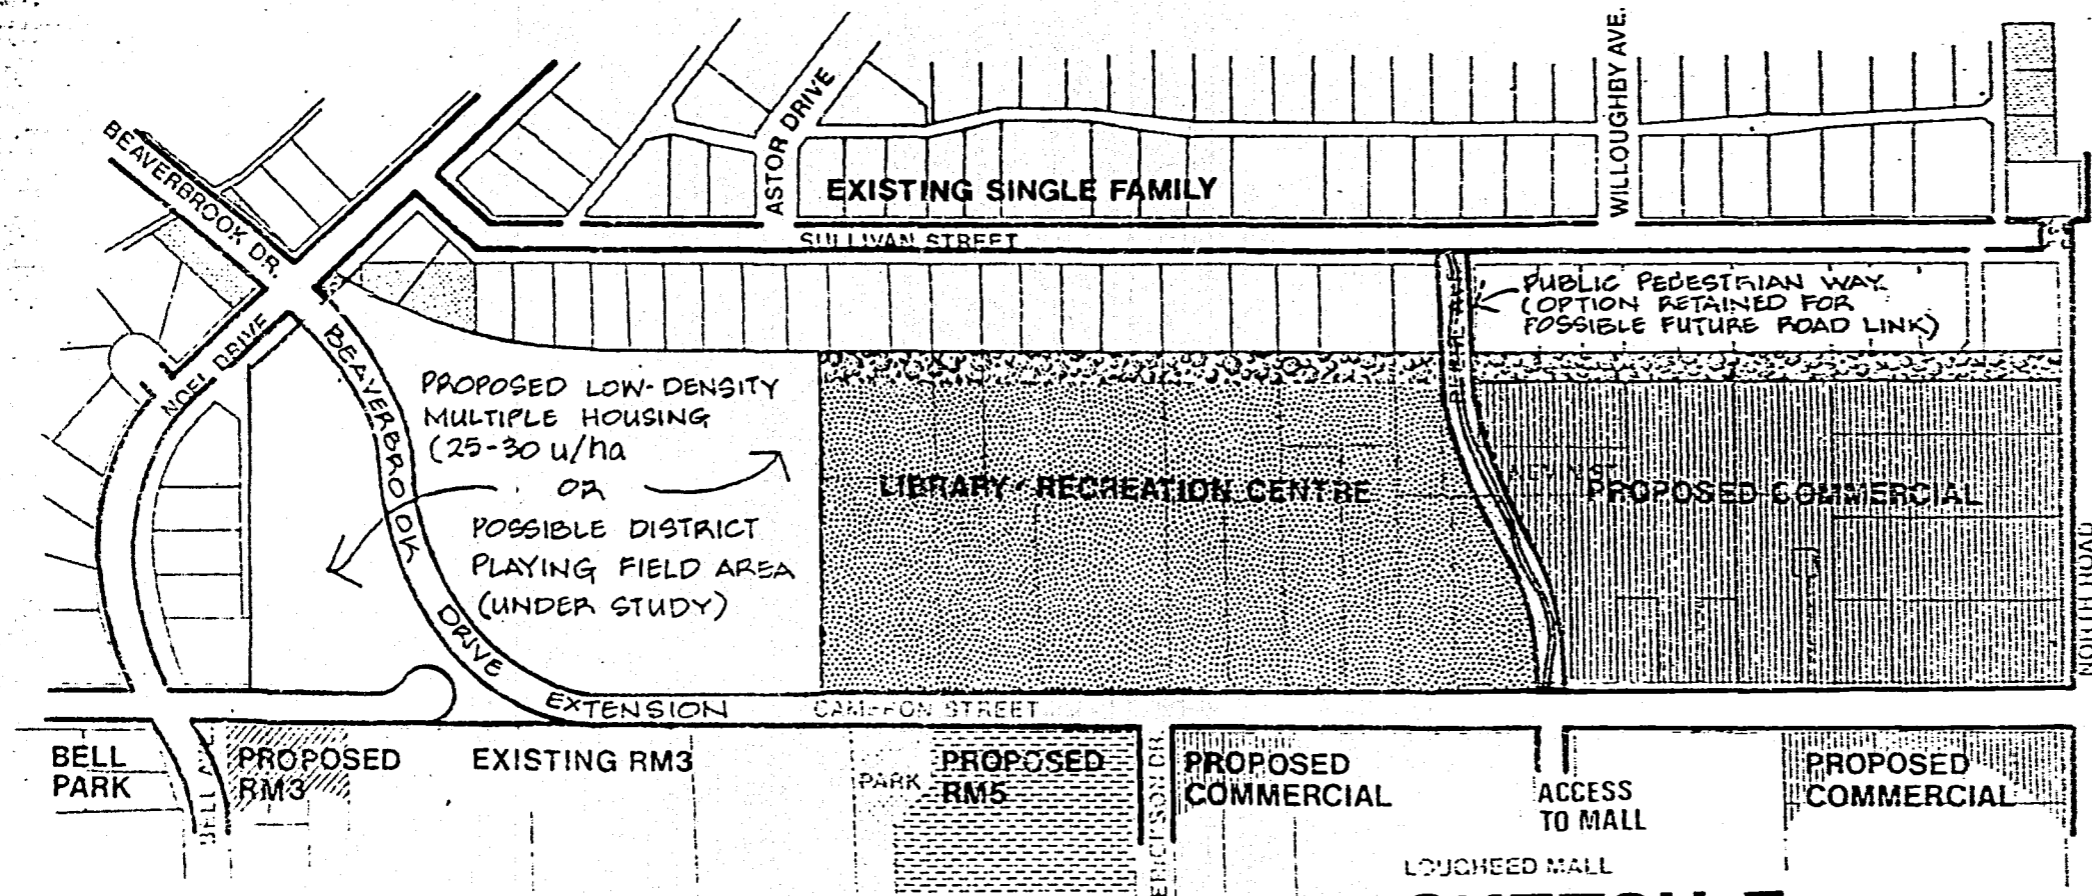 BEAVERBROOK DR.
ASTOR DRIVE
WILLOUGHBY AVE.
EXISTING SINGLE FAMILY
SULLIVAN STREET
NOEL DRIVE
PUBLIC PEDESTRIAN WAY.
(OPTION RETAINED FOR
POSSIBLE FUTURE ROAD LINK)
BEAVERBROOK DRIVE EXTENSION
PROPOSED LOW-DENSITY
MULTIPLE HOUSING
(25-30 u/ha
OR
POSSIBLE DISTRICT
PLAYING FIELD AREA
(UNDER STUDY)
LIBRARY / RECREATION CENTRE
PROPOSED COMMERCIAL
CAMERON STREET
BELL
PARK
PROPOSED
RM3
EXISTING RM3
PARK
PROPOSED
RM5
PROPOSED
COMMERCIAL
ACCESS
TO MALL
PROPOSED
COMMERCIAL
LOUGHEED MALL